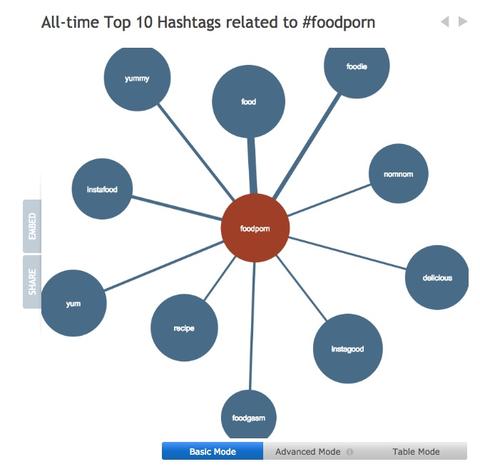 All-time Top 10 Hashtags related to #foodporn
yummy
food
foodie
nomnom
instafood
foodporn
EMBED
SHARE
delicious
yum
recipe
instagood
foodgasm
Basic Mode
Advanced Mode
Table Mode